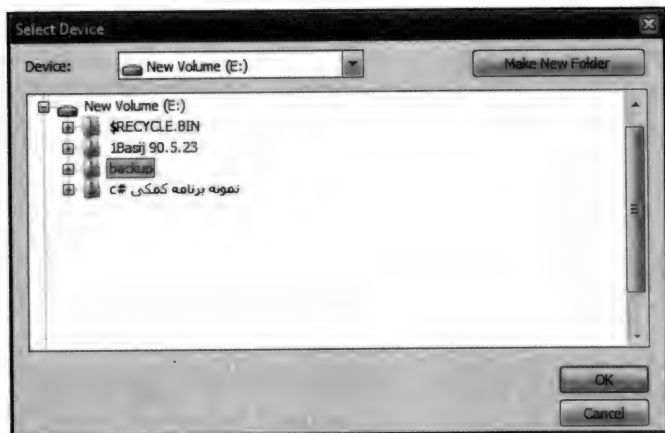 Select Device
Device: New Volume (E:) Make New Folder
New Volume (E:)
$RECYCLE.BIN
1Basij 90.5.23
backup
نمونه برنامه کمکی c#
OK
Cancel